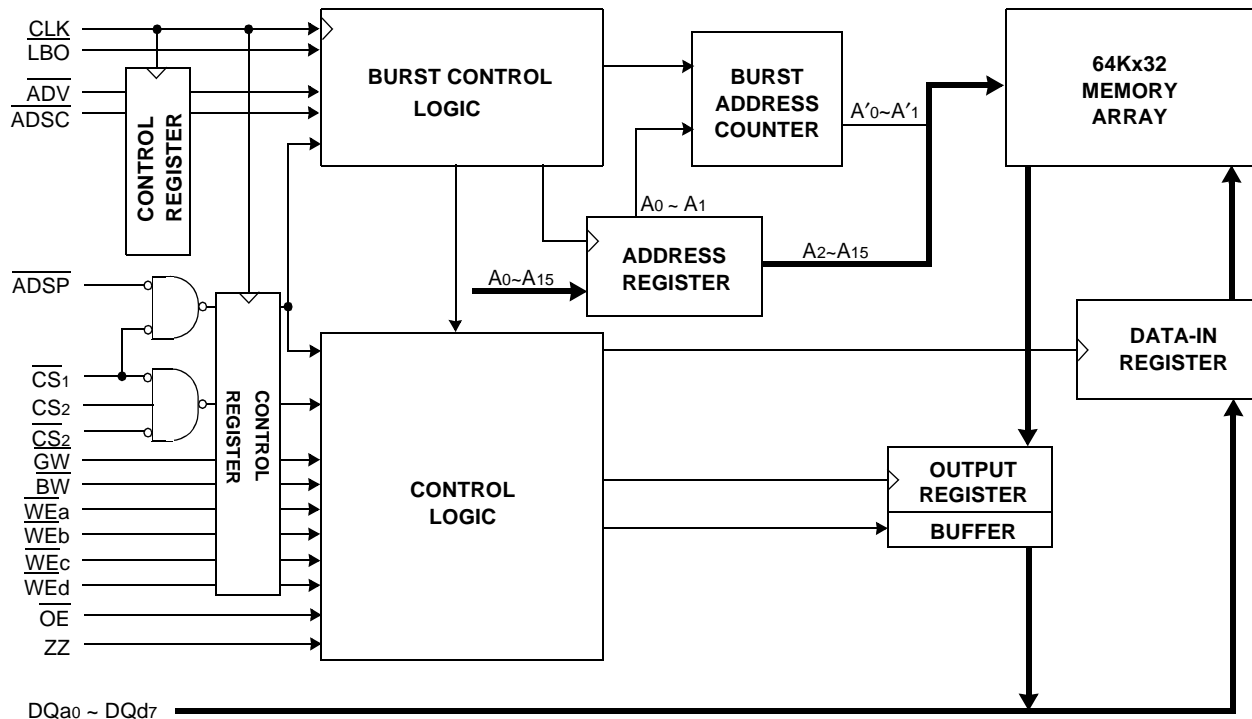 CLK
LBO
ADV
ADSC
CONTROL
REGISTER
BURST CONTROL
LOGIC
BURST
ADDRESS
COUNTER
A′0~A′1
64Kx32
MEMORY
ARRAY
A0 ~ A1
ADDRESS
REGISTER
A0~A15
A2~A15
ADSP
CS1
CS2
CS2
GW
BW
WEa
WEb
WEc
WEd
OE
ZZ
CONTROL
REGISTER
CONTROL
LOGIC
DATA-IN
REGISTER
OUTPUT
REGISTER
BUFFER
DQa0 ~ DQd7